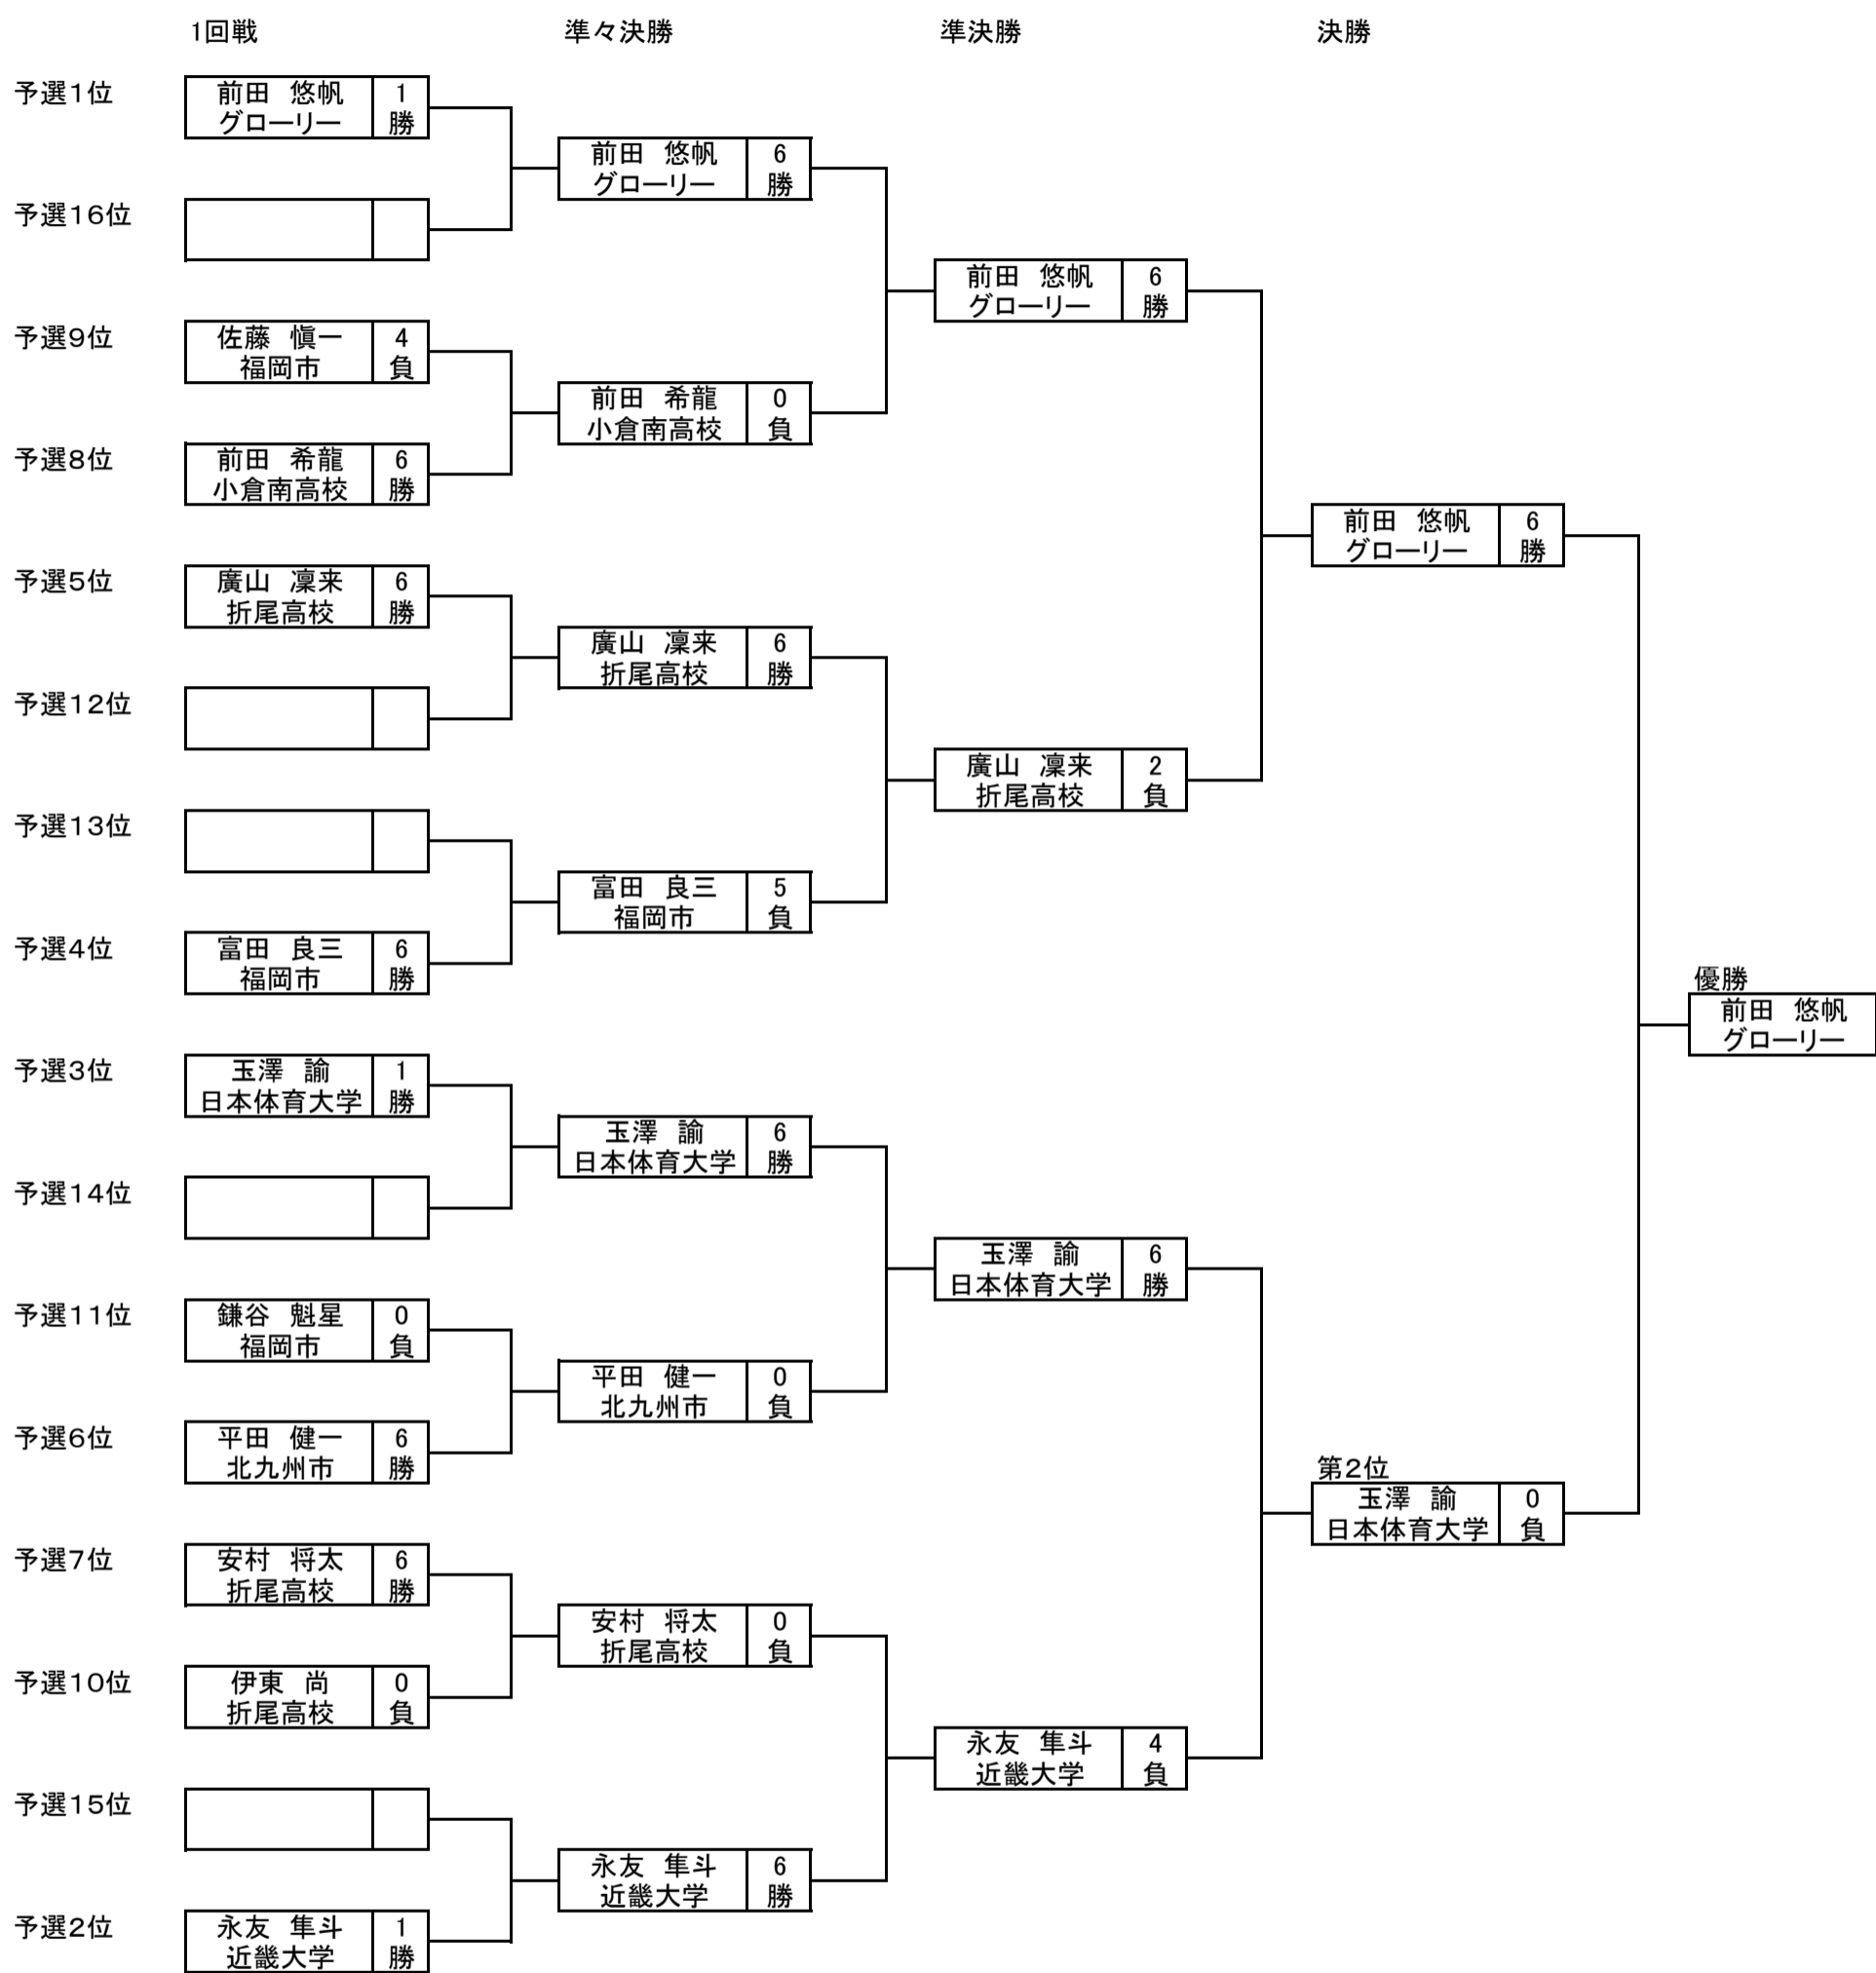 1回戦 準々決勝 準決勝 決勝
予選1位
前田 悠帆 1
グローリー 勝
前田 悠帆 6
グローリー 勝
予選16位
前田 悠帆 6
グローリー 勝
予選9位
佐藤 愼一 4
福岡市 負
前田 希龍 0
小倉南高校 負
予選8位
前田 希龍 6
小倉南高校 勝
前田 悠帆 6
グローリー 勝
予選5位
廣山 凜来 6
折尾高校 勝
廣山 凜来 6
折尾高校 勝
予選12位
廣山 凜来 2
折尾高校 負
予選13位
富田 良三 5
福岡市 負
予選4位
富田 良三 6
福岡市 勝
優勝
前田 悠帆
グローリー
予選3位
玉澤 諭 1
日本体育大学 勝
玉澤 諭 6
日本体育大学 勝
予選14位
玉澤 諭 6
日本体育大学 勝
予選11位
鎌谷 魁星 0
福岡市 負
平田 健一 0
北九州市 負
予選6位
平田 健一 6
北九州市 勝
第2位
玉澤 諭 0
日本体育大学 負
予選7位
安村 将太 6
折尾高校 勝
安村 将太 0
折尾高校 負
予選10位
伊東 尚 0
折尾高校 負
永友 隼斗 4
近畿大学 負
予選15位
永友 隼斗 6
近畿大学 勝
予選2位
永友 隼斗 1
近畿大学 勝